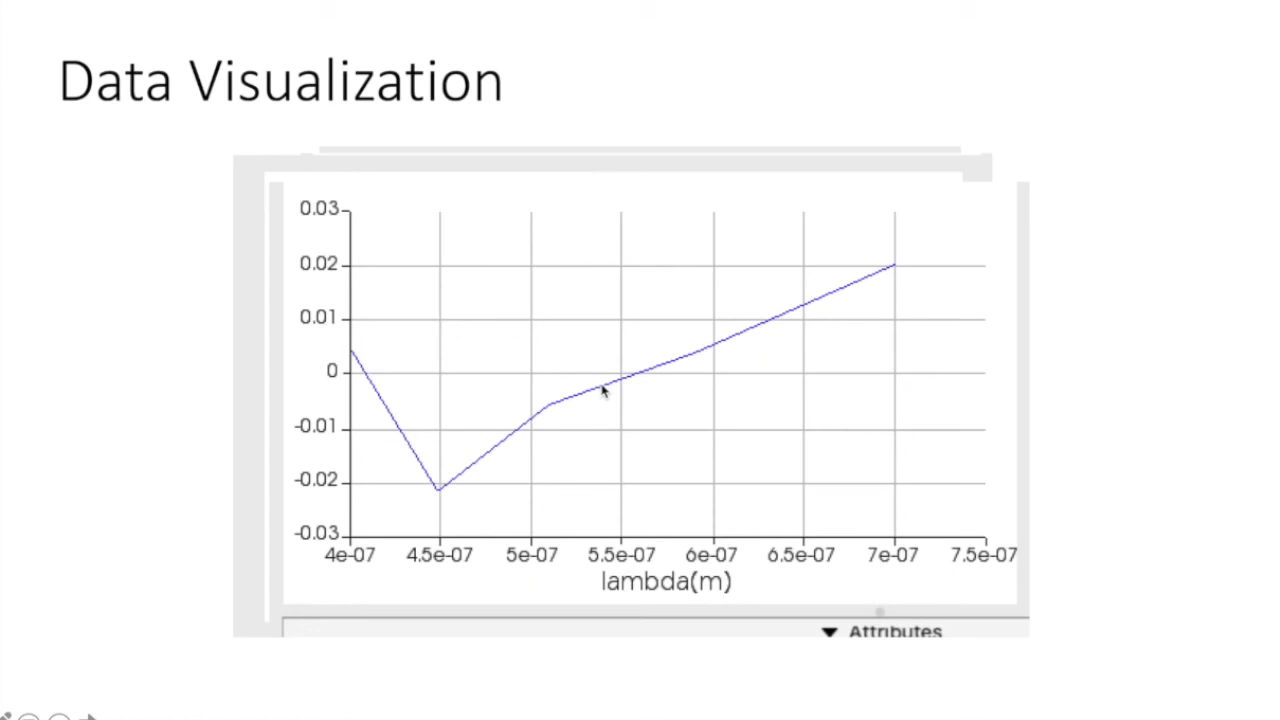 Data Visualization
0.03
0.02
0.01
0
-0.01
-0.02
-0.03
4e-07 4.5e-07 5e-07 5.5e-07 6e-07 6.5e-07 7e-07 7.5e-07
lambda(m)
Attributes